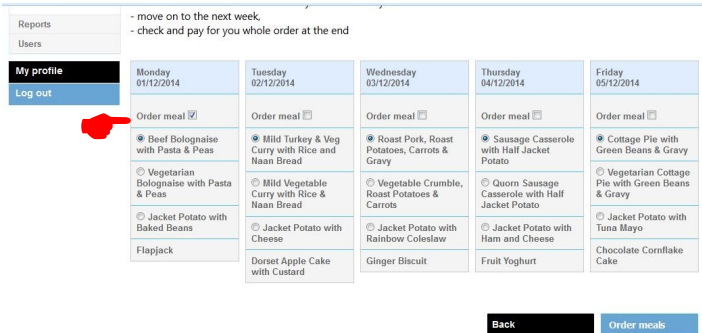 - move on to the next week,
- check and pay for you whole order at the end
Reports
Users
My profile
Log out
Monday
01/12/2014
Order meal
Beef Bolognaise
with Pasta & Peas
Vegetarian
Bolognaise with Pasta
& Peas
Jacket Potato with
Baked Beans
Flapjack
Tuesday
02/12/2014
Order meal
Mild Turkey & Veg
Curry with Rice and
Naan Bread
Mild Vegetable
Curry with Rice &
Naan Bread
Jacket Potato with
Cheese
Dorset Apple Cake
with Custard
Wednesday
03/12/2014
Order meal
Roast Pork, Roast
Potatoes, Carrots &
Gravy
Vegetable Crumble,
Roast Potatoes &
Carrots
Jacket Potato with
Rainbow Coleslaw
Ginger Biscuit
Thursday
04/12/2014
Order meal
Sausage Casserole
with Half Jacket
Potato
Quorn Sausage
Casserole with Half
Jacket Potato
Jacket Potato with
Ham and Cheese
Fruit Yoghurt
Friday
05/12/2014
Order meal
Cottage Pie with
Green Beans & Gravy
Vegetarian Cottage
Pie with Green Beans
& Gravy
Jacket Potato with
Tuna Mayo
Chocolate Cornflake
Cake
Back
Order meals